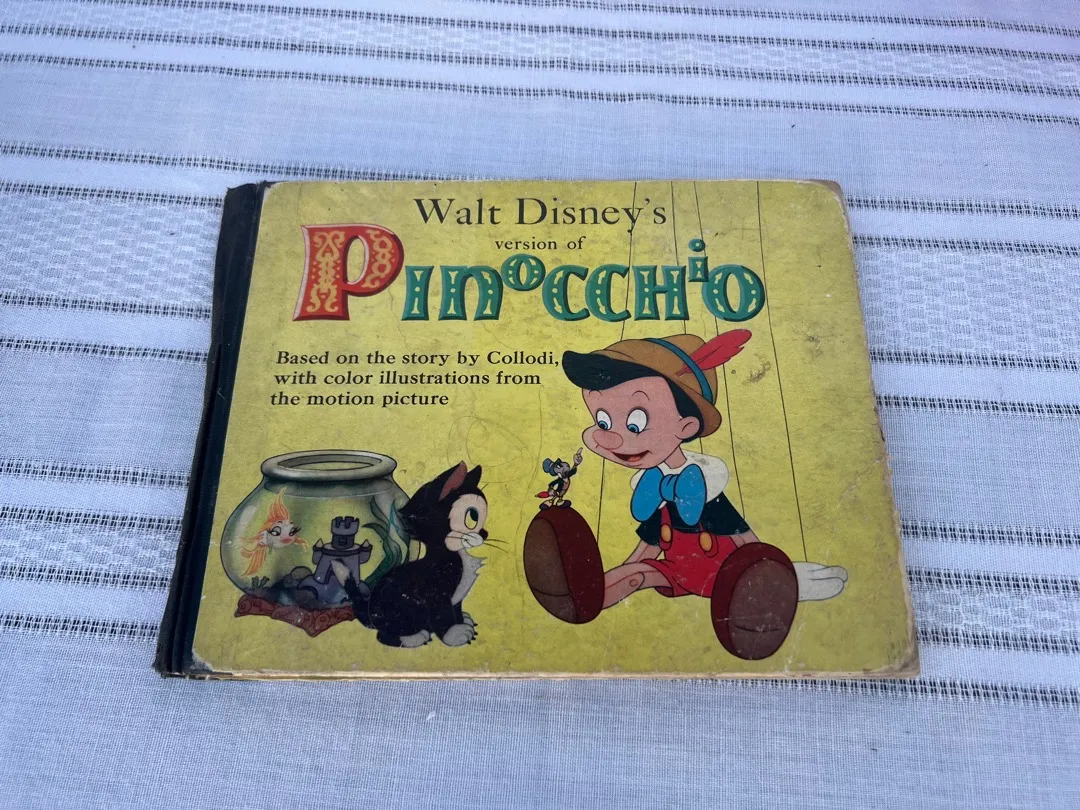 Walt Disney's
version of
PINOCCHiO
Based on the story by Collodi,
with color illustrations from
the motion picture